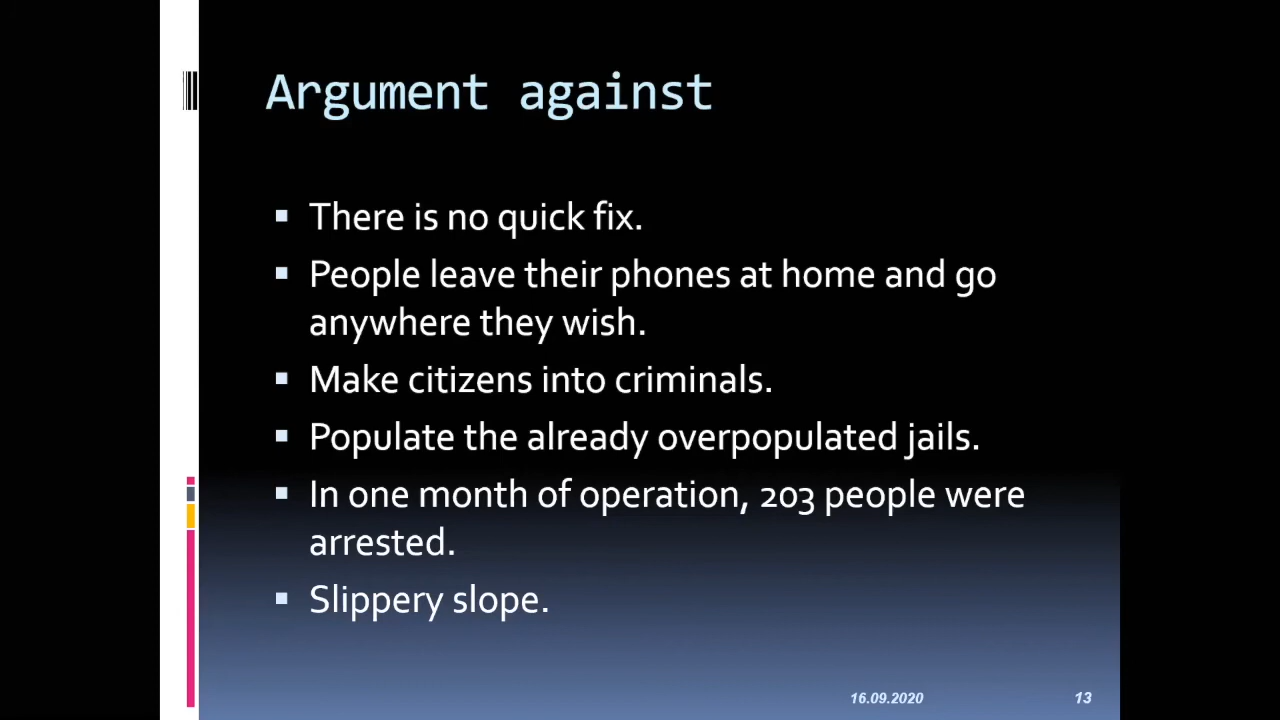 Argument against
▪ There is no quick fix.
▪ People leave their phones at home and go
anywhere they wish.
▪ Make citizens into criminals.
▪ Populate the already overpopulated jails.
▪ In one month of operation, 203 people were
arrested.
▪ Slippery slope.
16.09.2020
13